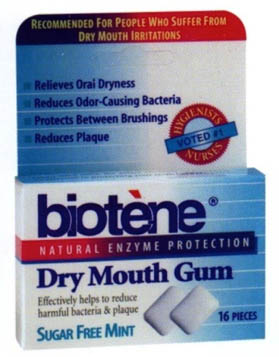 RECOMMENDED FOR PEOPLE WHO SUFFER FROM
DRY MOUTH IRRITATIONS
Relieves Oral Dryness
Reduces Odor-Causing Bacteria
Protects Between Brushings
Reduces Plaque
HYGIENISTS
VOTED #1
NURSES
biotène®
NATURAL ENZYME PROTECTION
Dry Mouth Gum
Effectively helps to reduce
harmful bacteria & plaque
SUGAR FREE MINT
16 PIECES